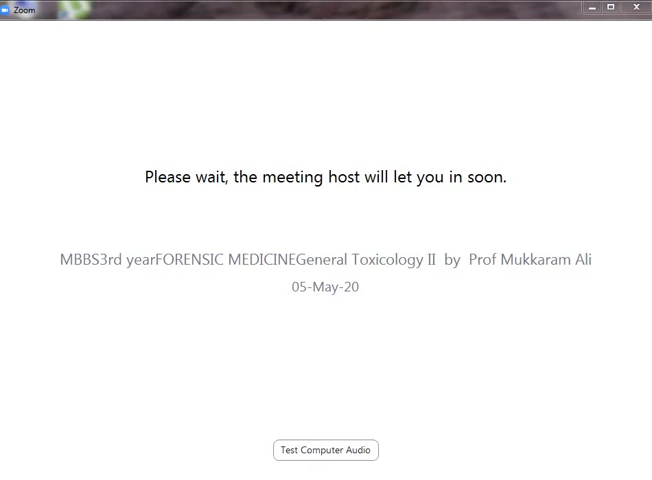 Zoom
Please wait, the meeting host will let you in soon.
MBBS3rd yearFORENSIC MEDICINEGeneral Toxicology II  by  Prof Mukkaram Ali
05-May-20
Test Computer Audio